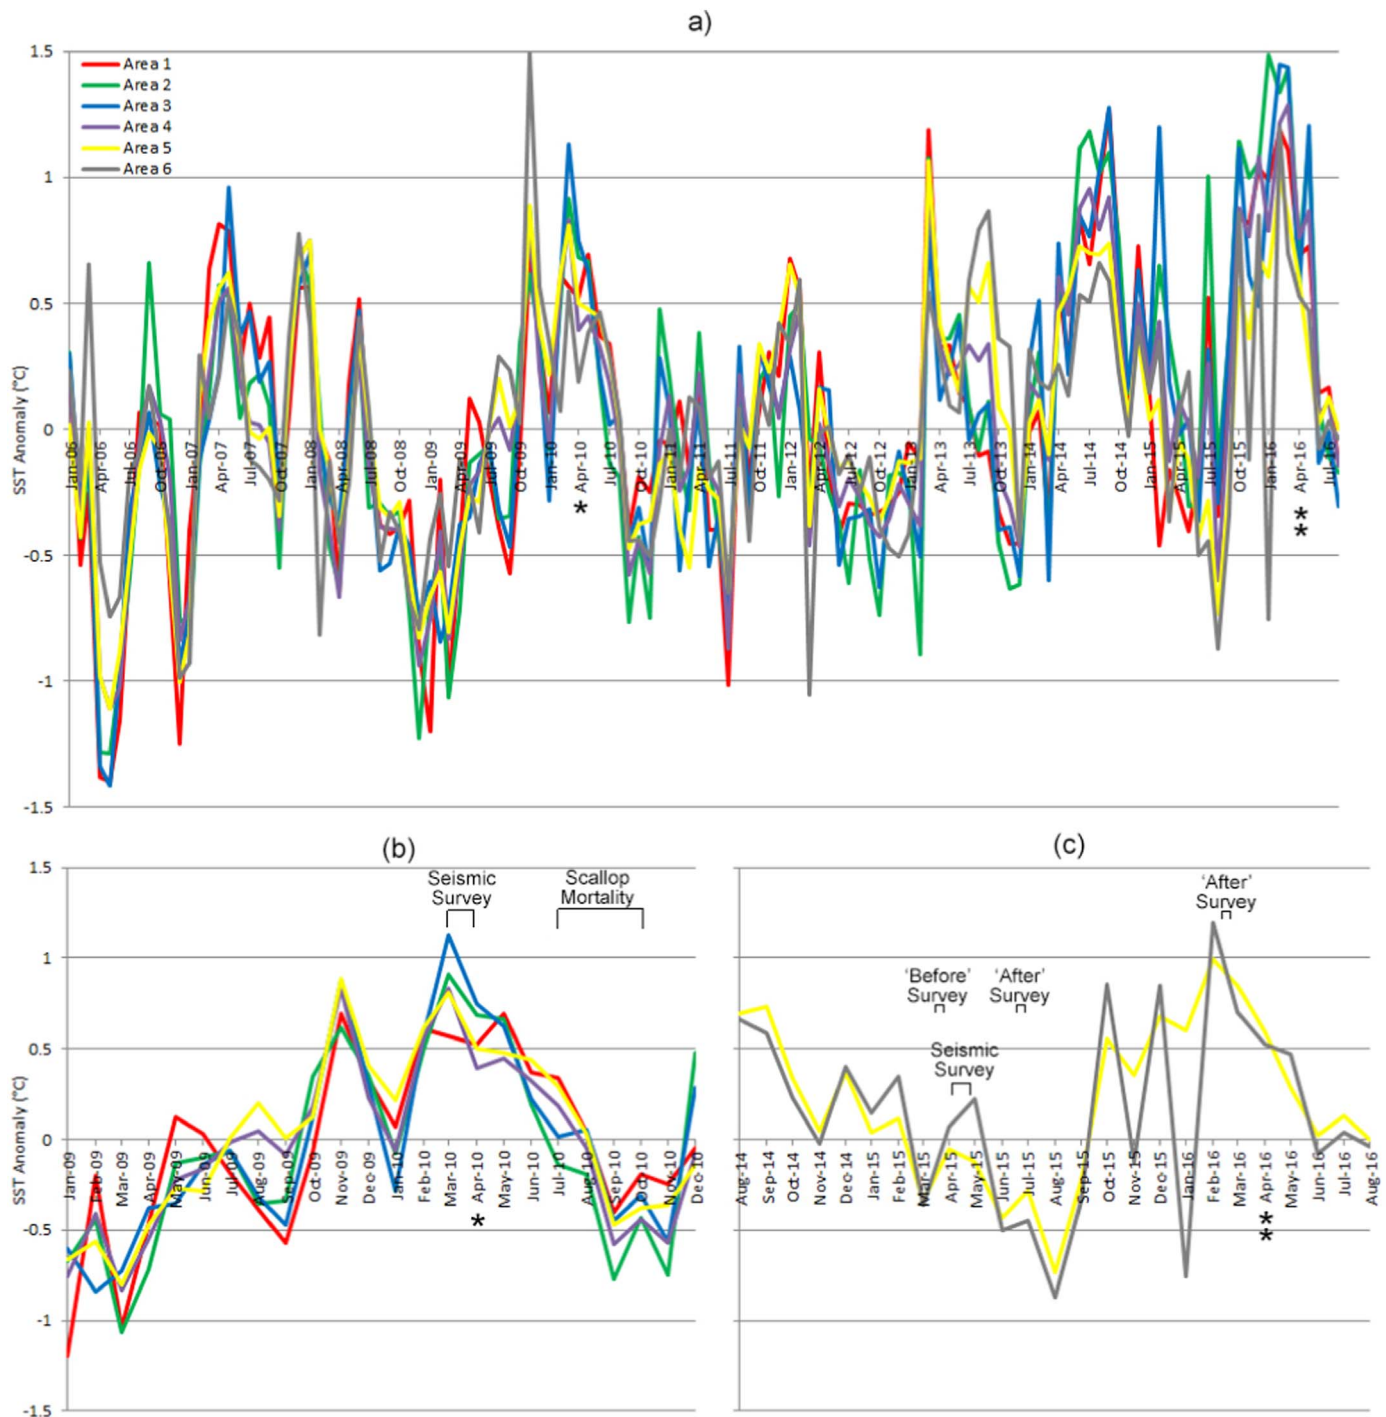 a)
1.5
1
0.5
0
-0.5
-1
-1.5
SST Anomaly (°C)
Area 1
Area 2
Area 3
Area 4
Area 5
Area 6
Jan-06
Apr-06
Jul-06
Oct-06
Jan-07
Apr-07
Jul-07
Oct-07
Jan-08
Apr-08
Jul-08
Oct-08
Jan-09
Apr-09
Jul-09
Oct-09
Jan-10
Apr-10
Jul-10
Oct-10
Jan-11
Apr-11
Jul-11
Oct-11
Jan-12
Apr-12
Jul-12
Oct-12
Jan-13
Apr-13
Jul-13
Oct-13
Jan-14
Apr-14
Jul-14
Oct-14
Jan-15
Apr-15
Jul-15
Oct-15
Jan-16
Apr-16
Jul-16
*
*
*
(b)
1.5
1
0.5
0
-0.5
-1
-1.5
SST Anomaly (°C)
Seismic
Survey
Scallop
Mortality
Jan-09
Feb-09
Mar-09
Apr-09
May-09
Jun-09
Jul-09
Aug-09
Sep-09
Oct-09
Nov-09
Dec-09
Jan-10
Feb-10
Mar-10
Apr-10
May-10
Jun-10
Jul-10
Aug-10
Sep-10
Oct-10
Nov-10
Dec-10
*
(c)
'After'
Survey
'Before'
Survey
'After'
Survey
Seismic
Survey
Aug-14
Sep-14
Oct-14
Nov-14
Dec-14
Jan-15
Feb-15
Mar-15
Apr-15
May-15
Jun-15
Jul-15
Aug-15
Sep-15
Oct-15
Nov-15
Dec-15
Jan-16
Feb-16
Mar-16
Apr-16
May-16
Jun-16
Jul-16
Aug-16
*
*